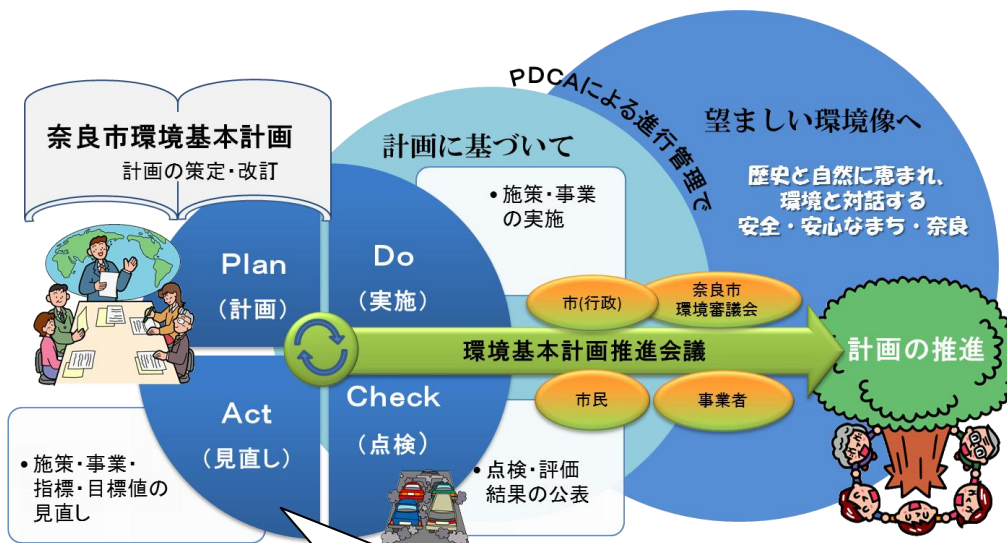 奈良市環境基本計画
計画の策定・改訂
計画に基づいて
PDCAによる進行管理で
望ましい環境像へ
歴史と自然に恵まれ、
環境と対話する
安全・安心なまち・奈良
Plan
(計画)
Do
(実施)
•施策・事業
の実施
市(行政)
奈良市
環境審議会
環境基本計画推進会議
計画の推進
市民
事業者
Act
(見直し)
Check
(点検)
•施策・事業・
指標・目標値の
見直し
•点検・評価
結果の公表